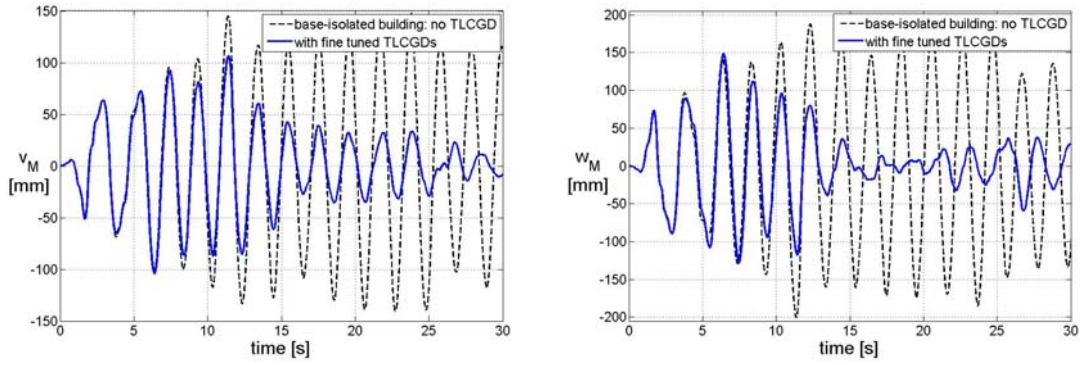 150
100
50
0
-50
-100
-150
v_M
[mm]
base-isolated building: no TLCGD
with fine tuned TLCGDs
0 5 10 15 20 25 30
time [s]
200
150
100
50
0
-50
-100
-150
-200
w_M
[mm]
base-isolated building: no TLCGD
with fine tuned TLCGDs
0 5 10 15 20 25 30
time [s]